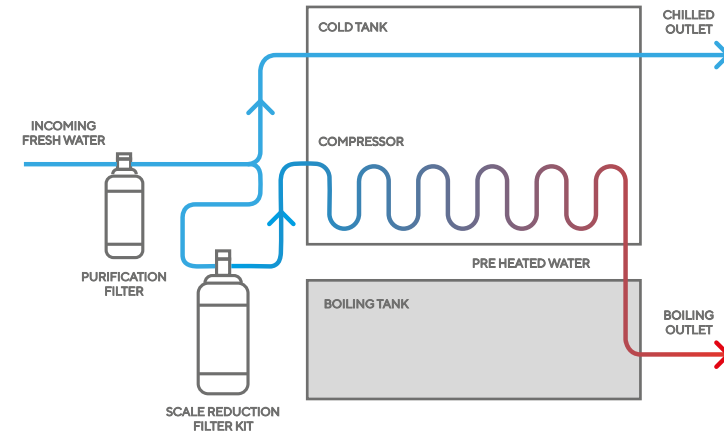 COLD TANK
CHILLED
OUTLET
INCOMING
FRESH WATER
COMPRESSOR
PURIFICATION
FILTER
PRE HEATED WATER
BOILING TANK
BOILING
OUTLET
SCALE REDUCTION
FILTER KIT